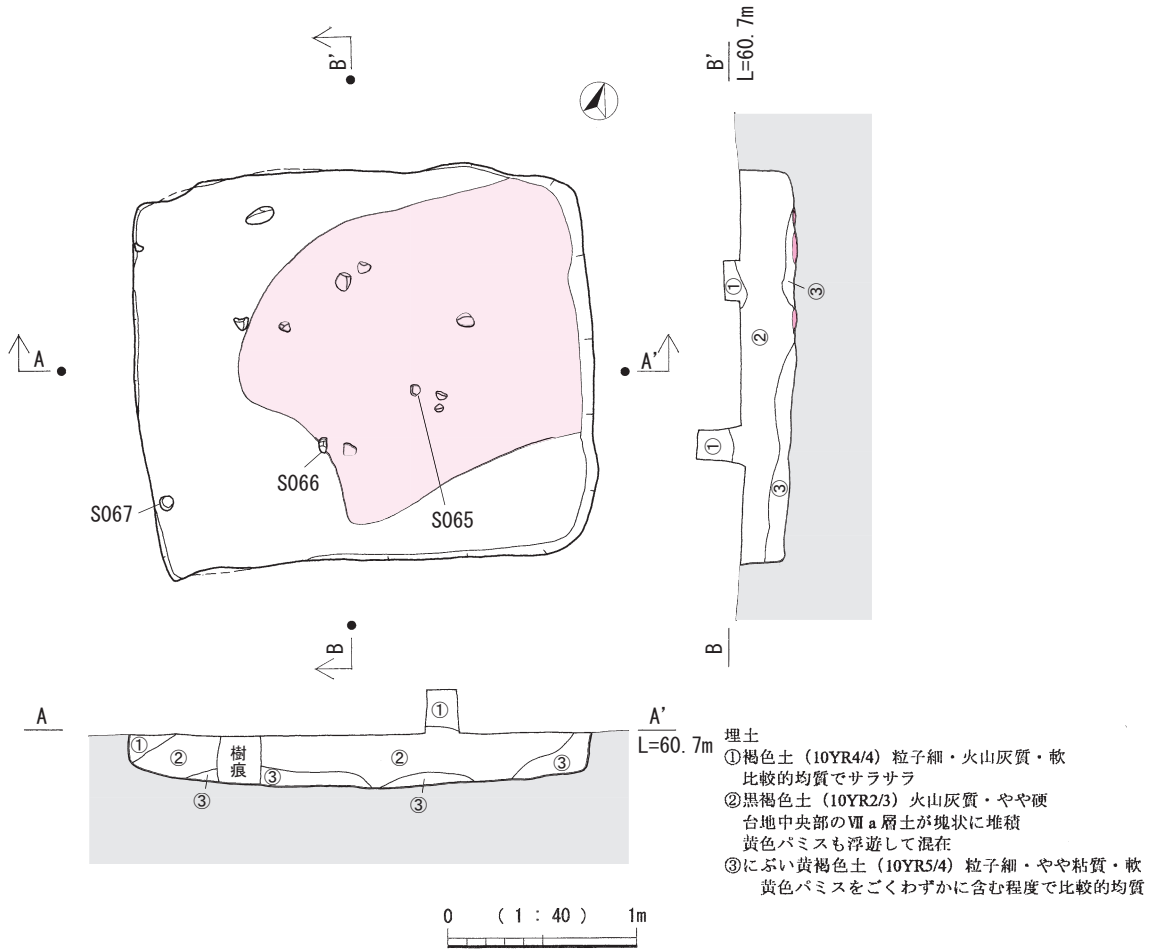 B'
B'
L=60.7m
①
③
②
①
③
A
A'
S066
S067
S065
B
B
A
A'
L=60.7m
①
①
②
樹痕
②
③
③
③
③
埋土
①褐色土（10YR4/4）粒子細・火山灰質・軟
比較的均質でサラサラ
②黒褐色土（10YR2/3）火山灰質・やや硬
台地中央部のⅦa層土が塊状に堆積
黄色パミスも浮遊して混在
③にぶい黄褐色土（10YR5/4）粒子細・やや粘質・軟
黄色パミスをごくわずかに含む程度で比較的均質
0 （1：40） 1m